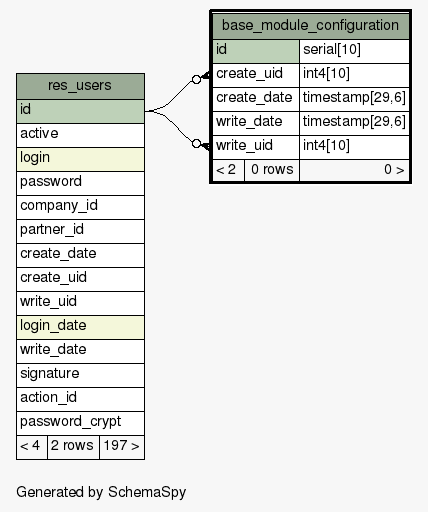 base_module_configuration
id serial[10]
create_uid int4[10]
create_date timestamp[29,6]
write_date timestamp[29,6]
write_uid int4[10]
< 2 0 rows 0 >
res_users
id
active
login
password
company_id
partner_id
create_date
create_uid
write_uid
login_date
write_date
signature
action_id
password_crypt
< 4 2 rows 197 >
Generated by SchemaSpy